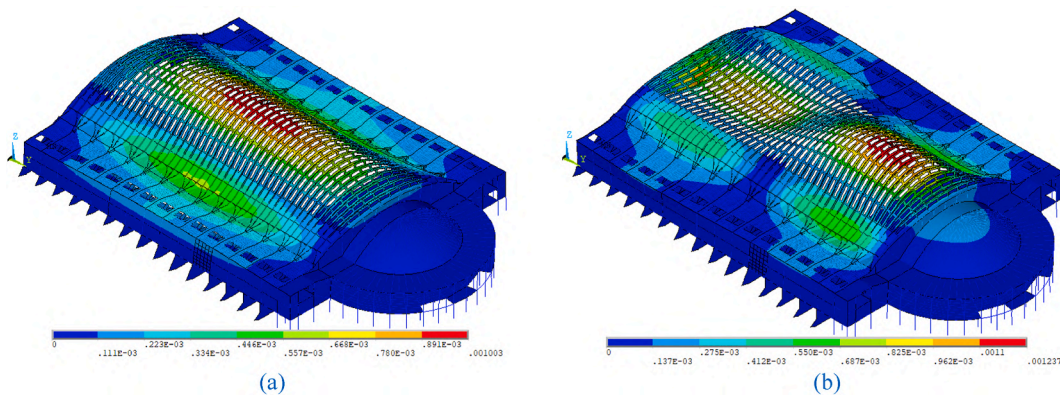 Z
Y
Z
Y
0 .223E-03 .446E-03 .668E-03 .891E-03
.111E-03 .334E-03 .557E-03 .780E-03 .001003
0 .275E-03 .550E-03 .825E-03 .0011
.137E-03 .412E-03 .687E-03 .962E-03 .001237
(a)
(b)